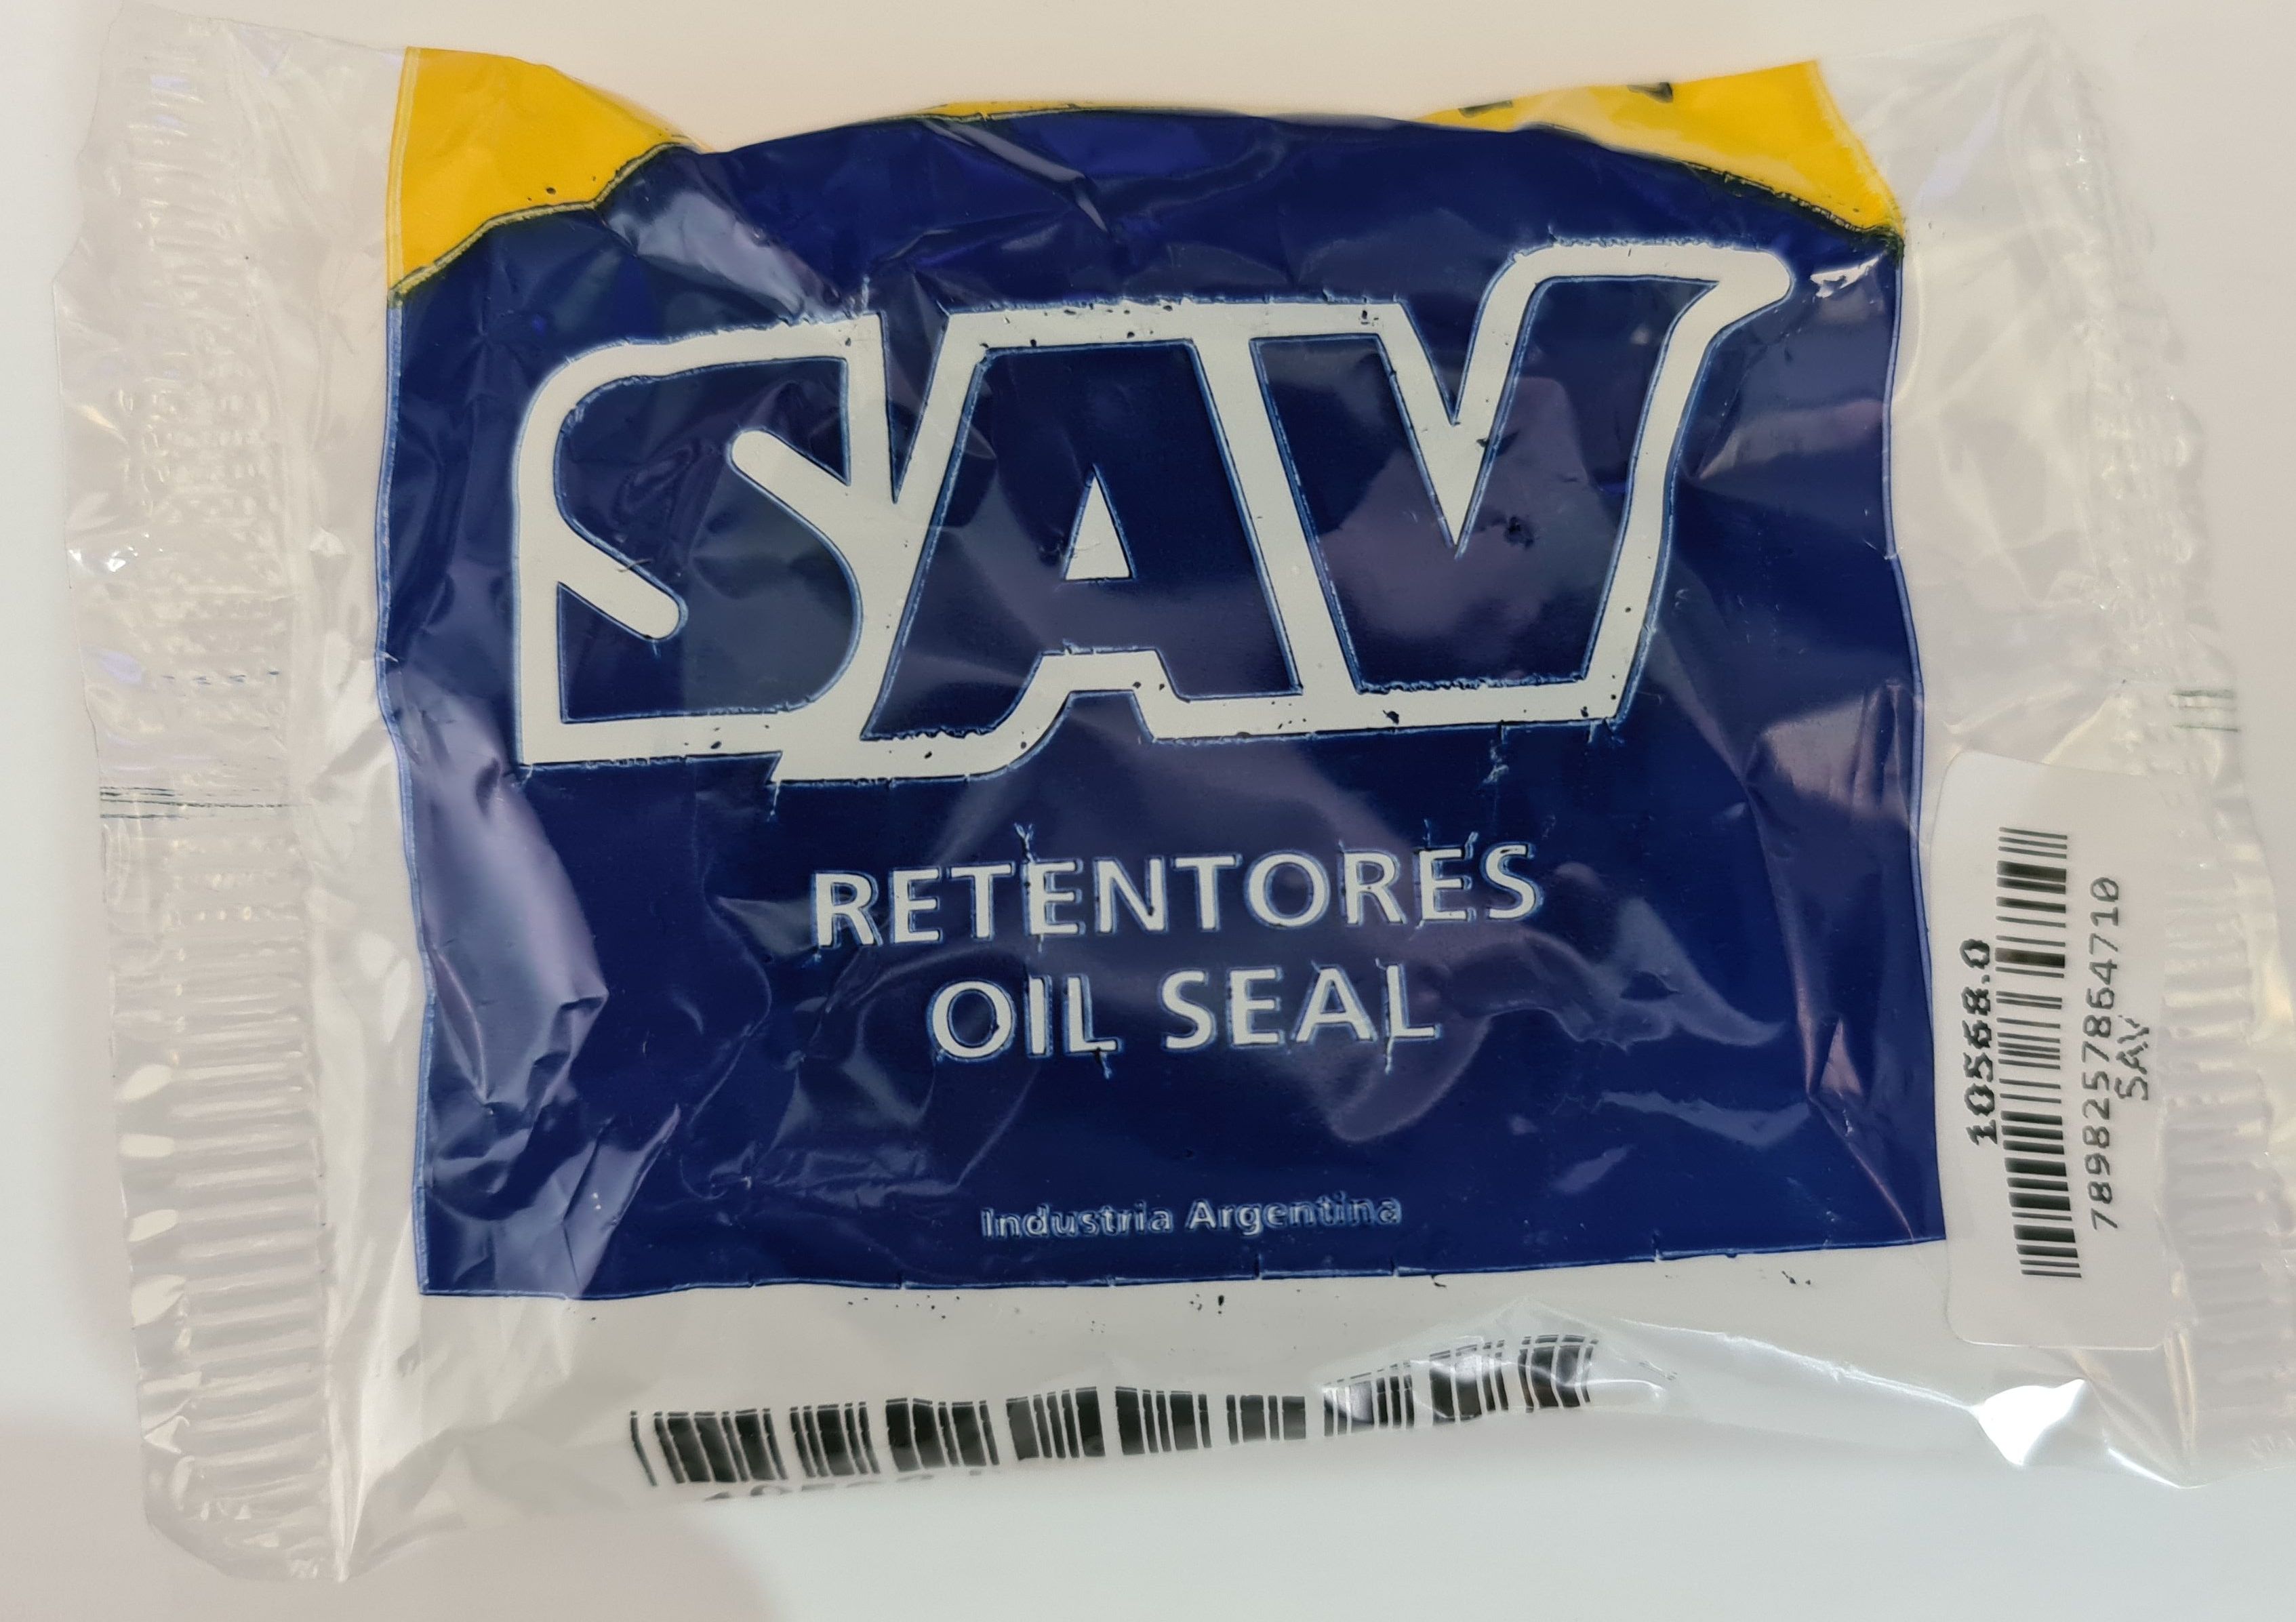 SAV
RETENTORES
OIL SEAL
Industria Argentina
10568.0
7898257864710
SAV